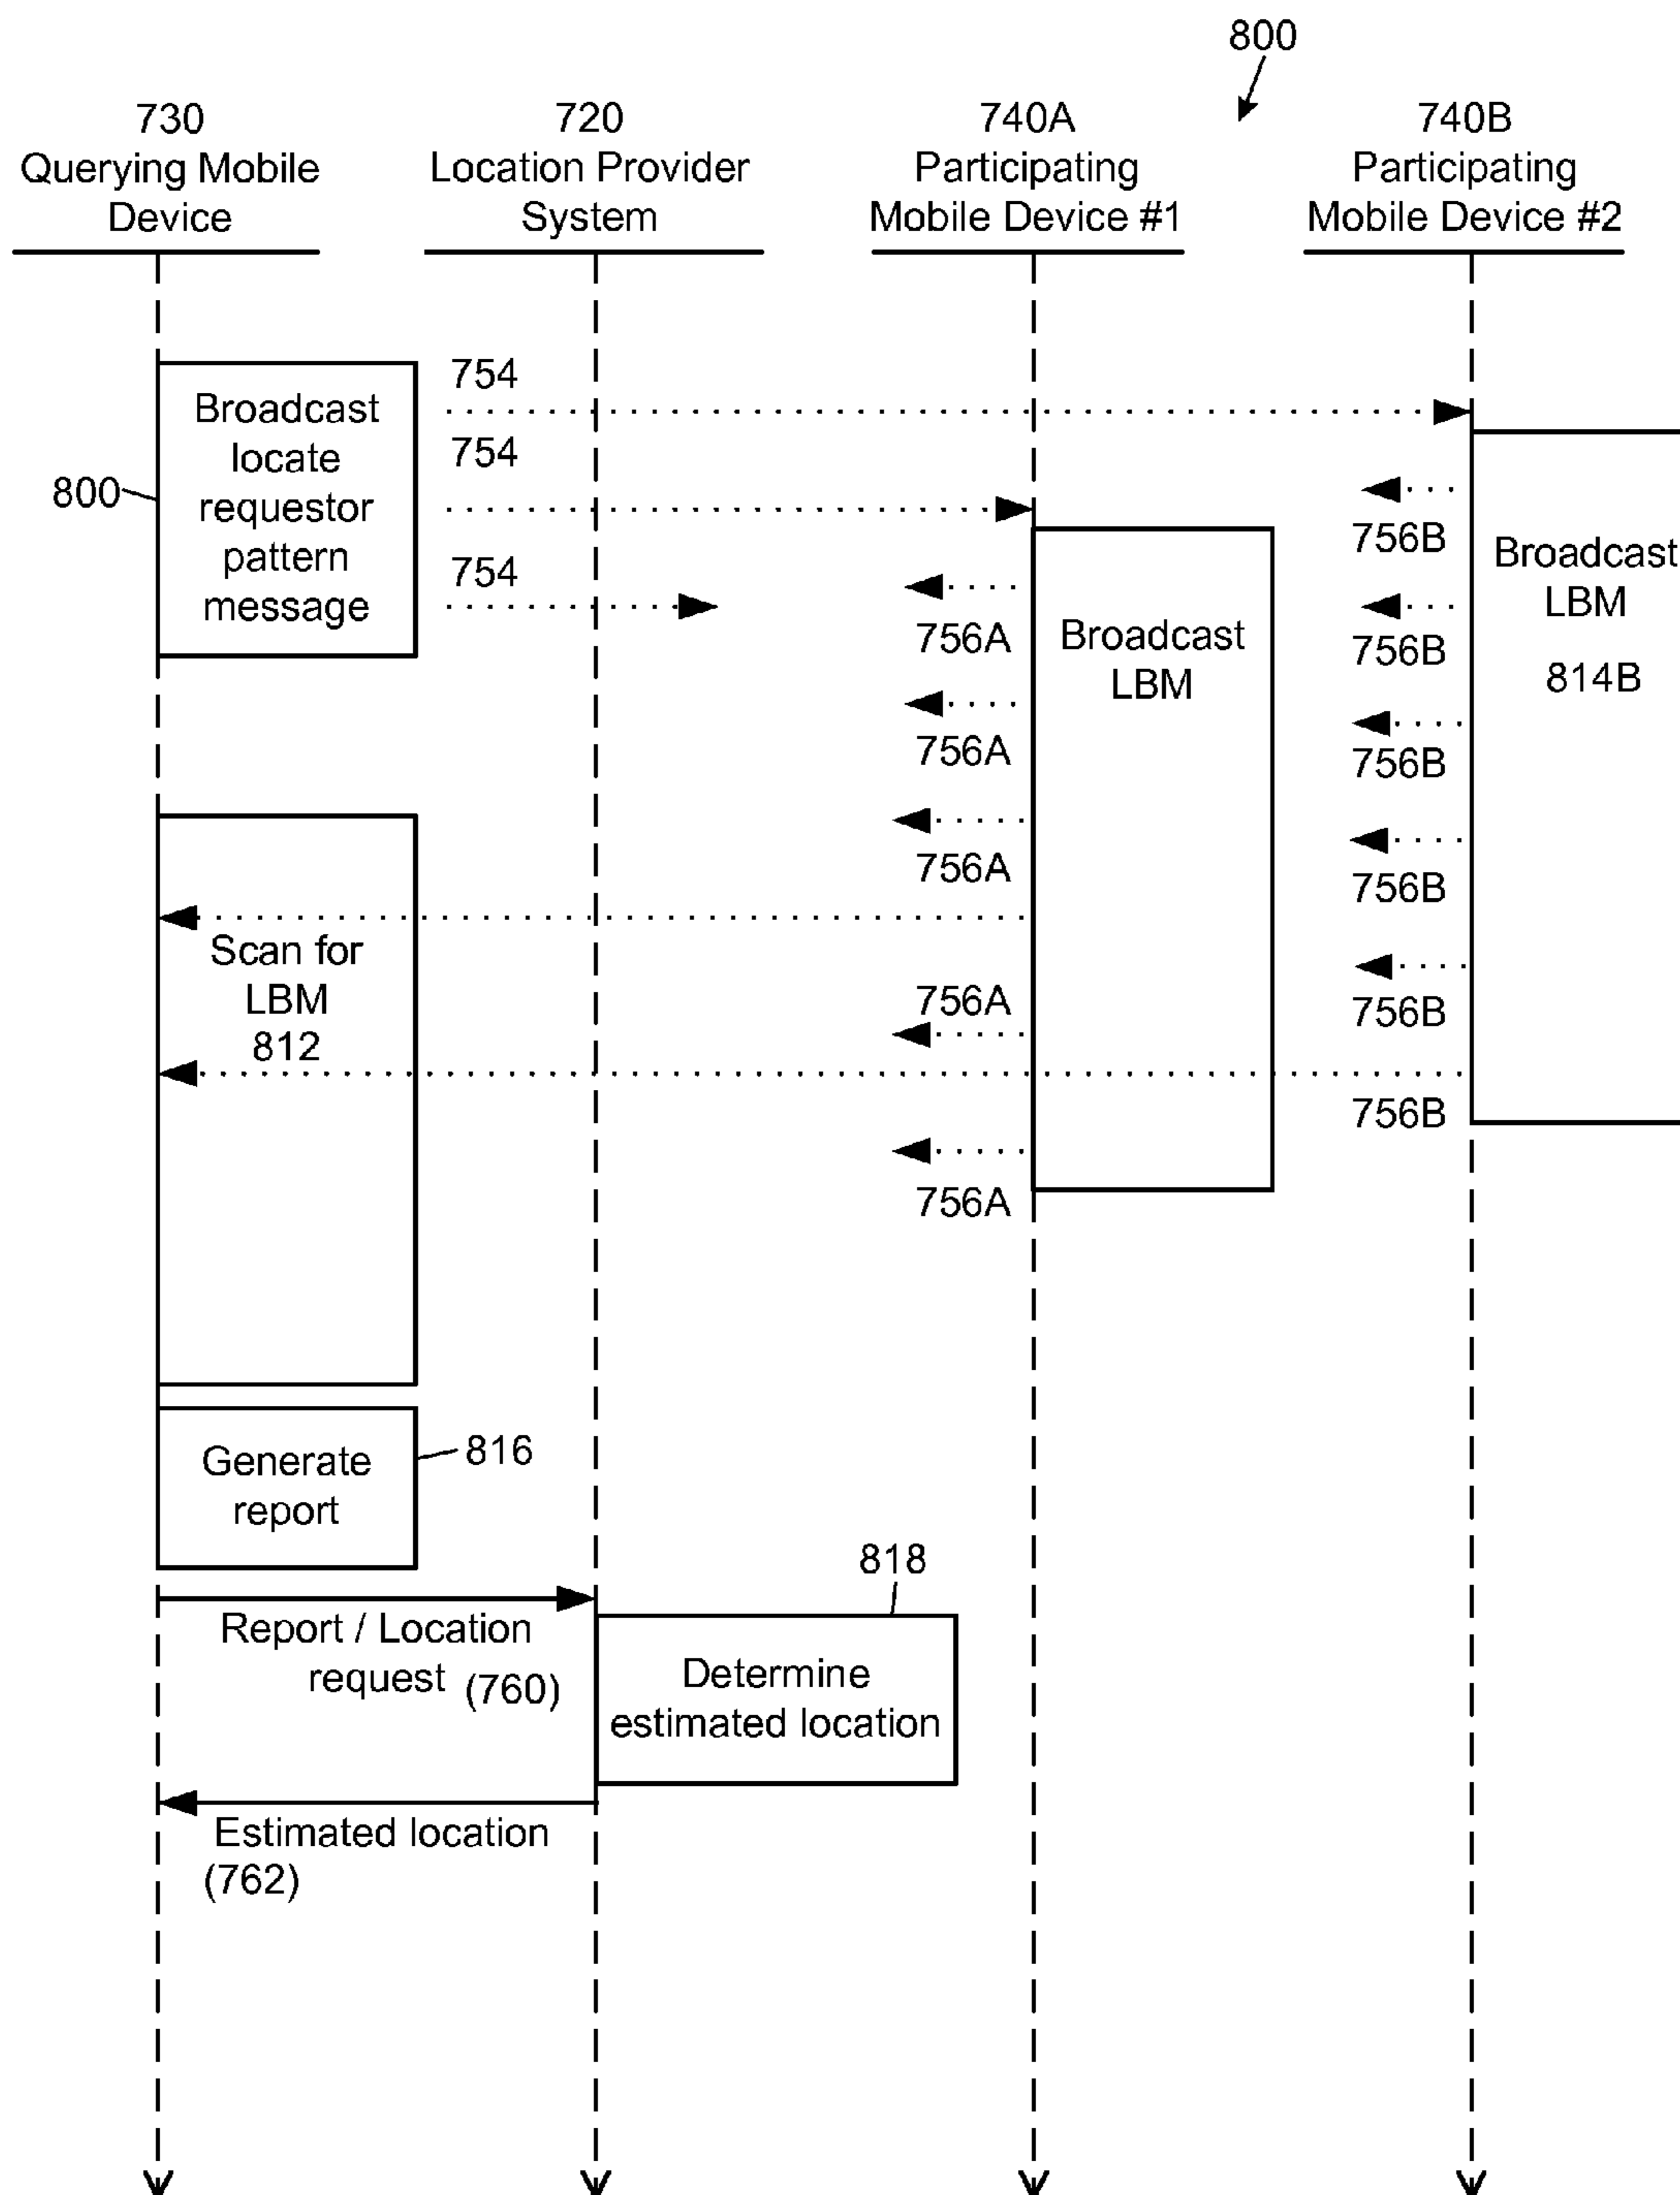 800
730
Querying Mobile
Device
720
Location Provider
System
740A
Participating
Mobile Device #1
740B
Participating
Mobile Device #2
800
Broadcast
locate
requestor
pattern
message
754
754
754
756A
756A
756A
756A
756A
Broadcast
LBM
756B
756B
756B
756B
756B
756B
Broadcast
LBM
814B
Scan for
LBM
812
Generate
report
816
Report / Location
request (760)
818
Determine
estimated location
Estimated location
(762)